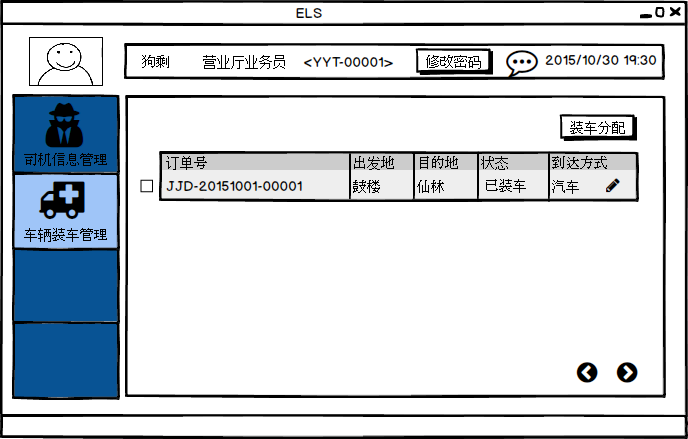 ELS
狗剩 营业厅业务员 <YYT-00001> 修改密码 2015/10/30 19:30
司机信息管理
车辆装车管理
装车分配
订单号 出发地 目的地 状态 到达方式
JJD-20151001-00001 鼓楼 仙林 已装车 汽车